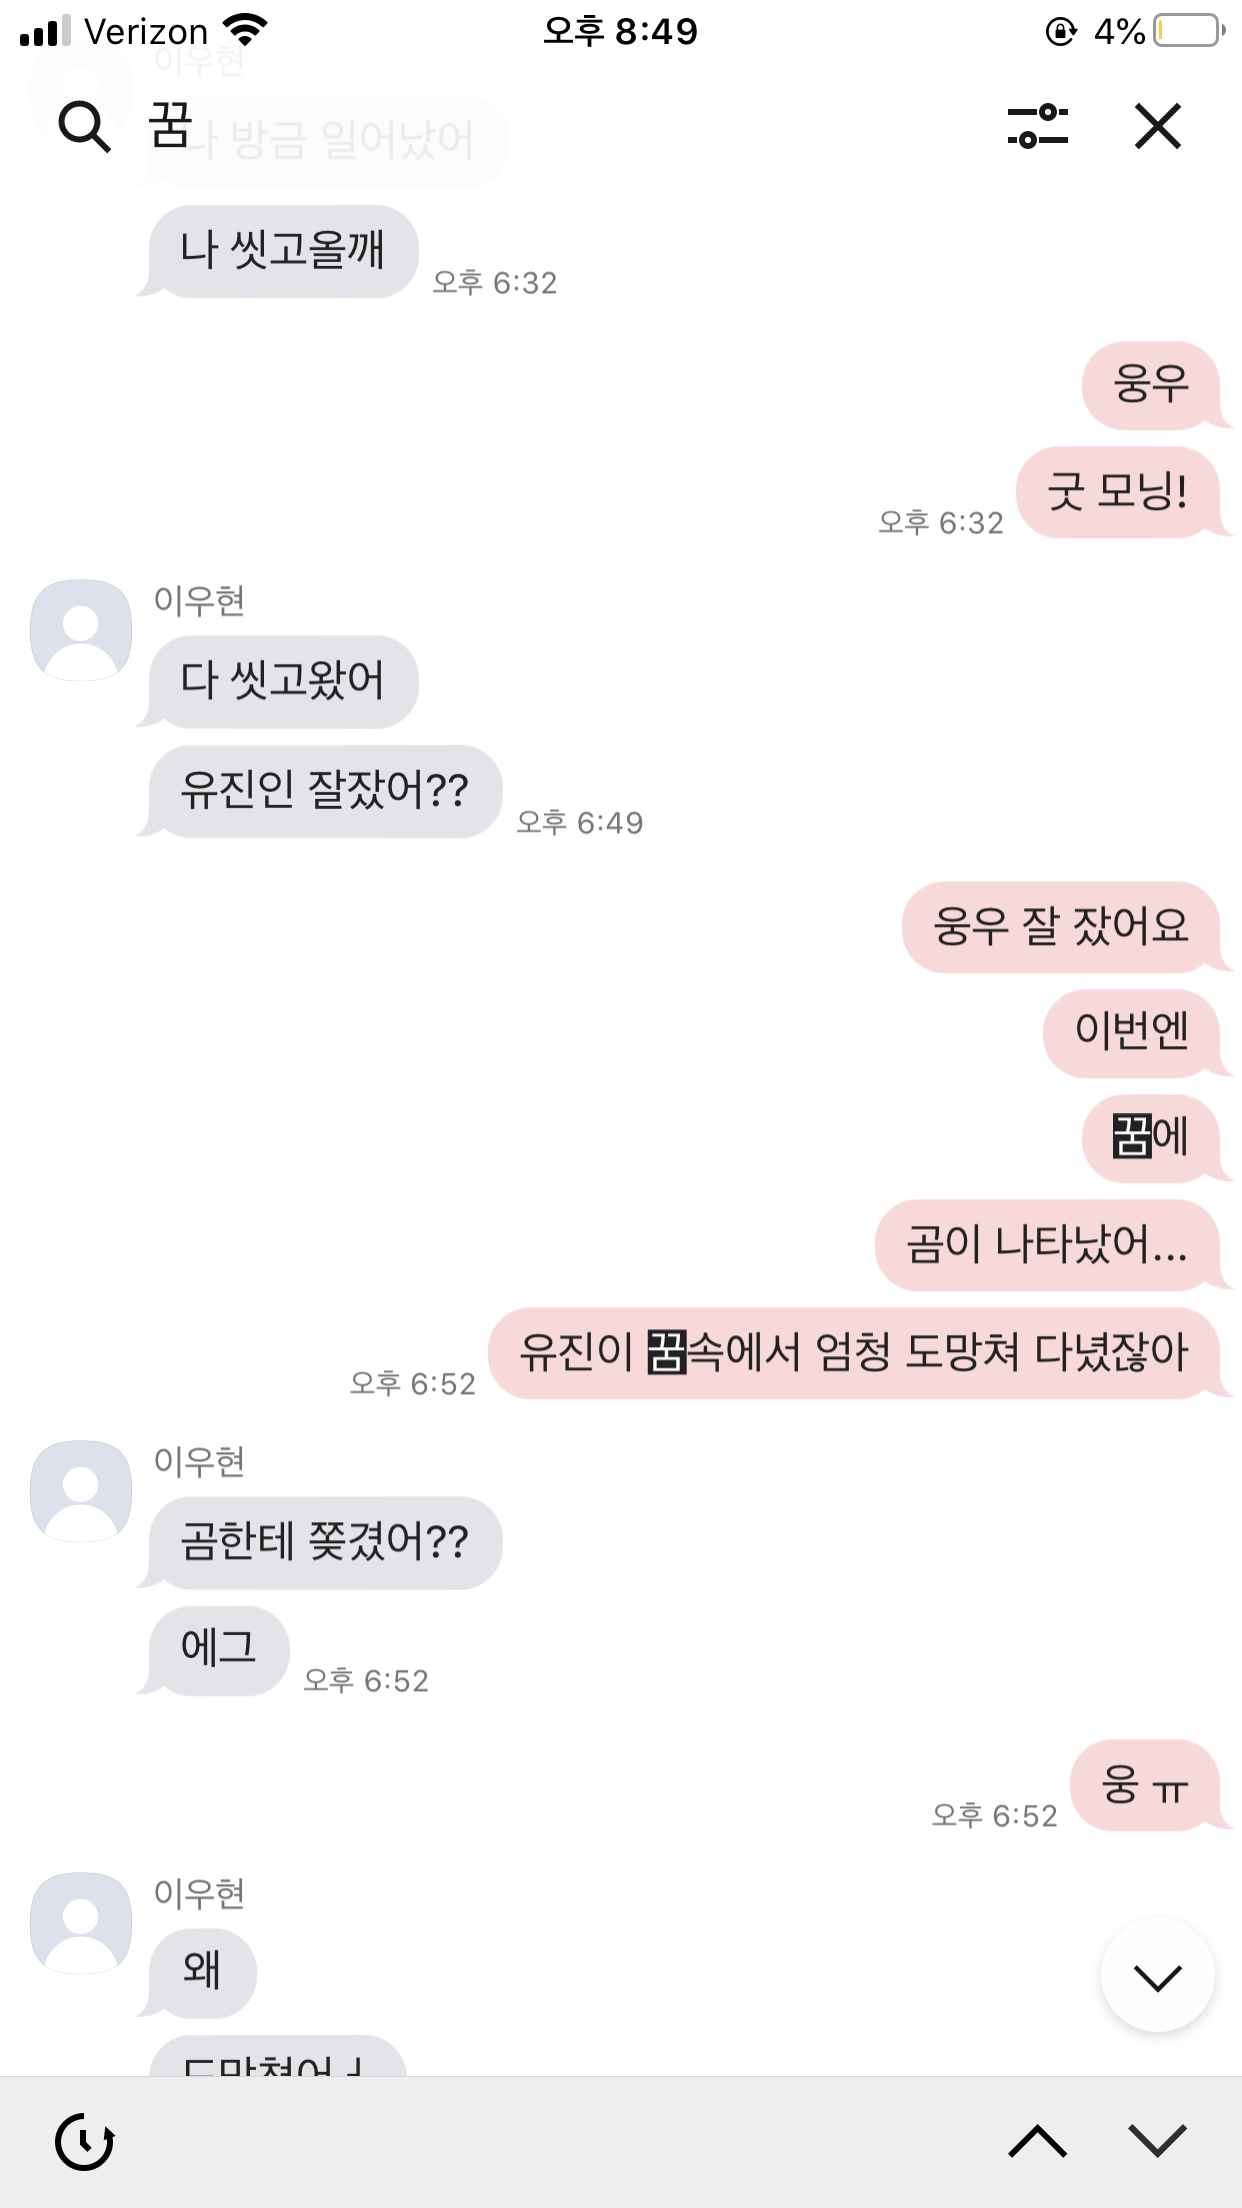 Verizon 오후 8:49 4%
이우현
꿈
나 방금 일어났어
나 씻고올깨
오후 6:32
웅우
굿 모닝!
오후 6:32
이우현
다 씻고왔어
유진인 잘잤어??
오후 6:49
웅우 잘 잤어요
이번엔
꿈에
곰이 나타났어...
유진이 꿈속에서 엄청 도망쳐 다녔잖아
오후 6:52
이우현
곰한테 쫓겼어??
에그
오후 6:52
웅 ㅠ
오후 6:52
이우현
왜